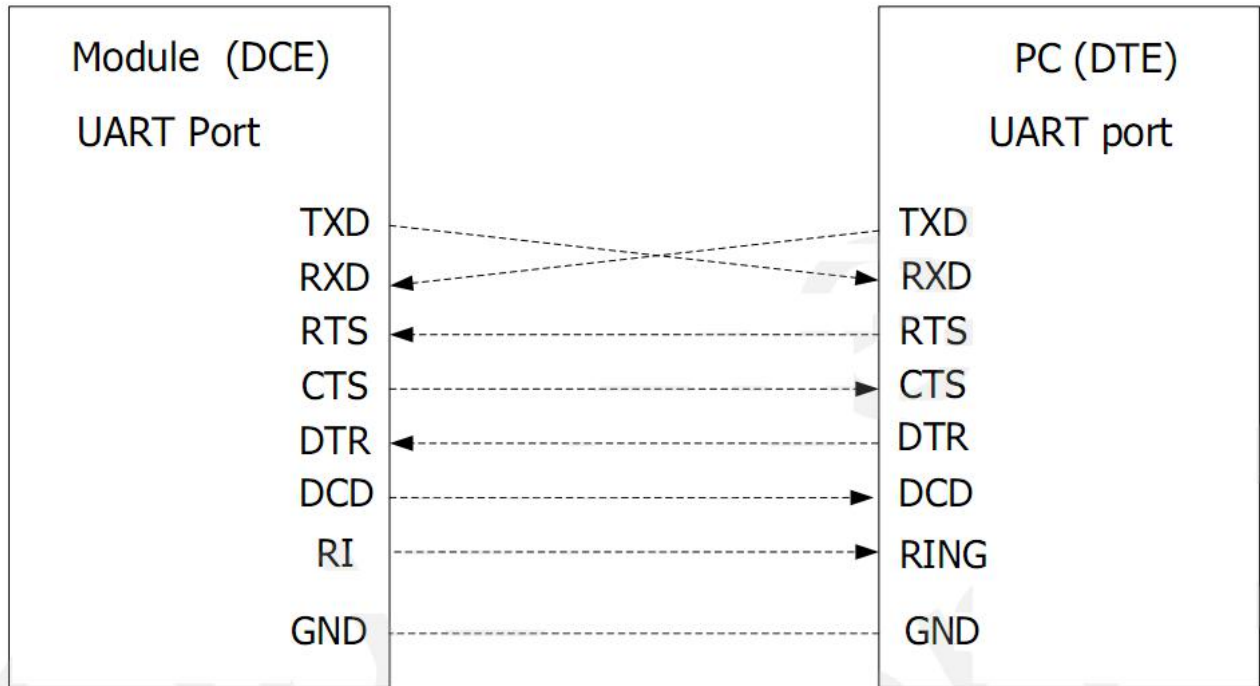 Module (DCE)
UART Port
TXD
RXD
RTS
CTS
DTR
DCD
RI
GND
PC (DTE)
UART port
TXD
RXD
RTS
CTS
DTR
DCD
RING
GND